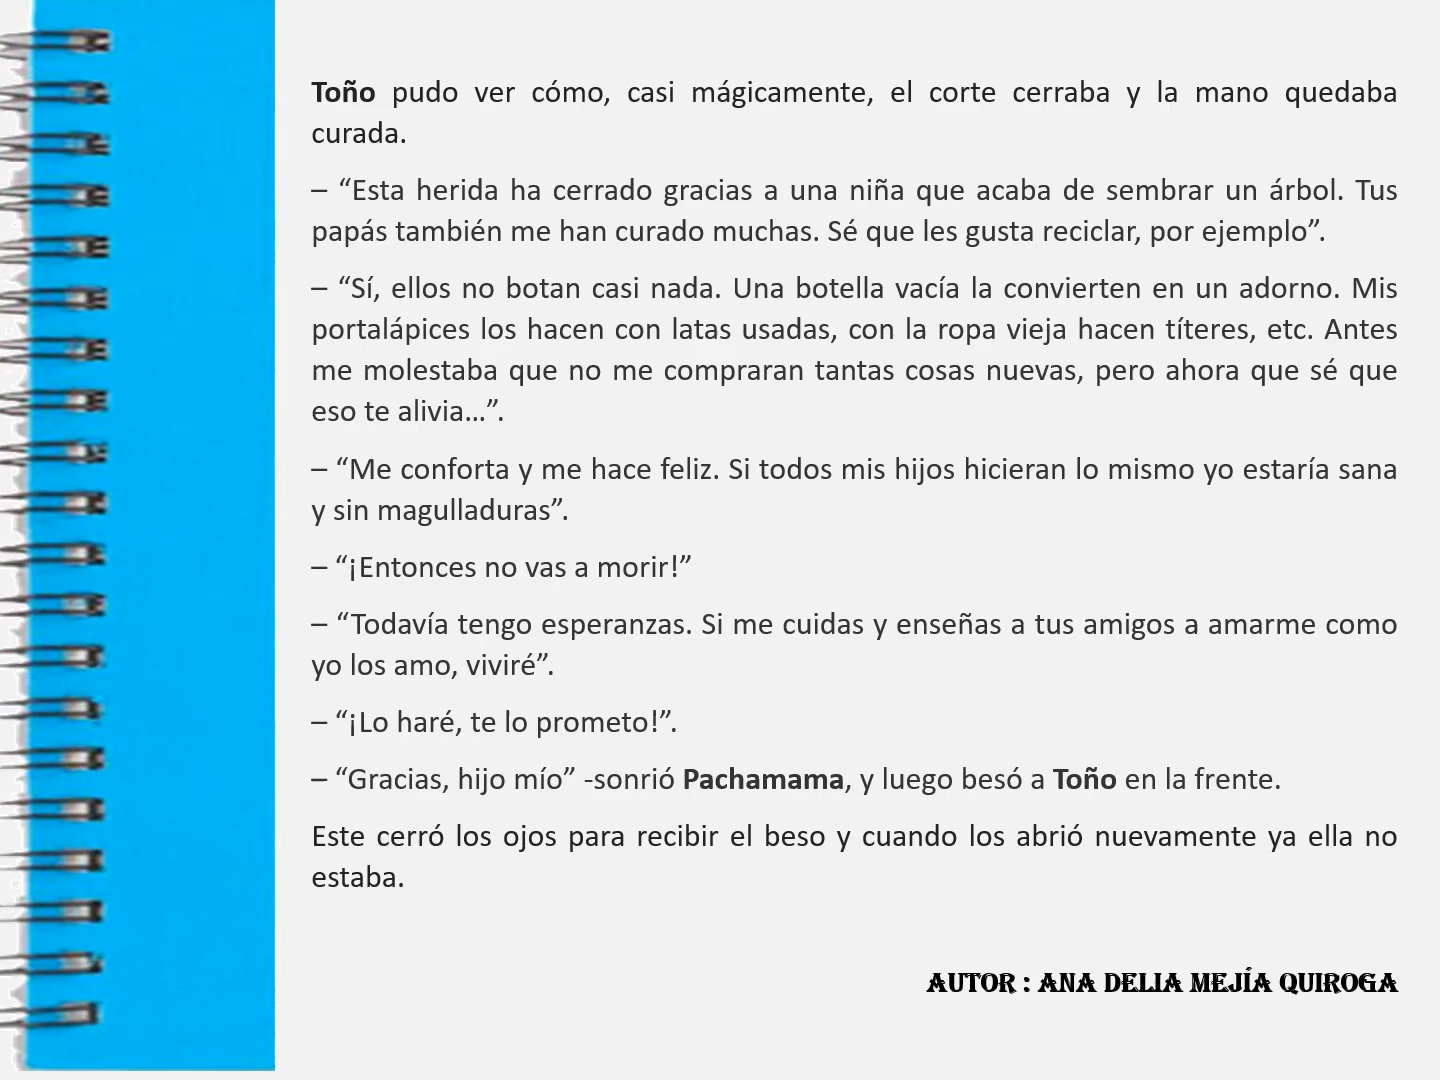 Toño pudo ver cómo, casi mágicamente, el corte cerraba y la mano quedaba
curada.
– “Esta herida ha cerrado gracias a una niña que acaba de sembrar un árbol. Tus
papás también me han curado muchas. Sé que les gusta reciclar, por ejemplo”.
– “Sí, ellos no botan casi nada. Una botella vacía la convierten en un adorno. Mis
portalápices los hacen con latas usadas, con la ropa vieja hacen títeres, etc. Antes
me molestaba que no me compraran tantas cosas nuevas, pero ahora que sé que
eso te alivia…”.
– “Me conforta y me hace feliz. Si todos mis hijos hicieran lo mismo yo estaría sana
y sin magulladuras”.
– “¡Entonces no vas a morir!”
– “Todavía tengo esperanzas. Si me cuidas y enseñas a tus amigos a amarme como
yo los amo, viviré”.
– “¡Lo haré, te lo prometo!”.
– “Gracias, hijo mío” -sonrió Pachamama, y luego besó a Toño en la frente.
Este cerró los ojos para recibir el beso y cuando los abrió nuevamente ya ella no
estaba.
AUTOR : ANA DELIA MEJÍA QUIROGA